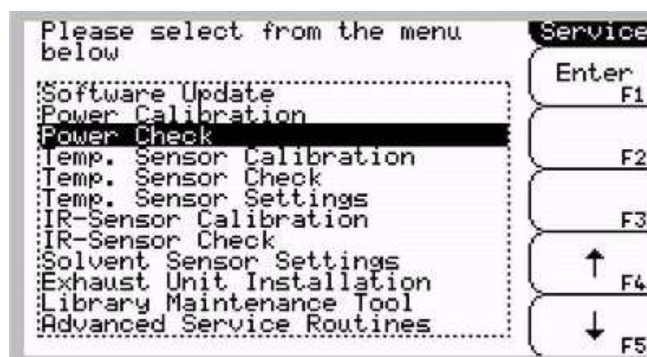 Please select from the menu
below
Software Update
Power Calibration
Power Check
Temp. Sensor Calibration
Temp. Sensor Check
Temp. Sensor Settings
IR-Sensor Calibration
IR-Sensor Check
Solvent Sensor Settings
Exhaust Unit Installation
Library Maintenance Tool
Advanced Service Routines
Service
Enter
F1
F2
F3
↑
F4
↓
F5